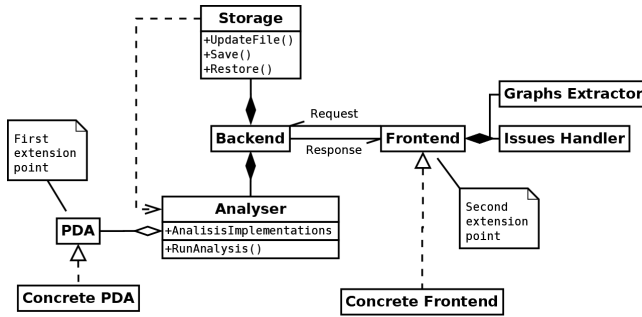 Storage
+UpdateFile()
+Save()
+Restore()
Graphs Extractor
Request
Backend
Frontend
Issues Handler
Response
First
extension
point
Analyser
+AnalisisImplementations
+RunAnalysis()
PDA
Second
extension
point
Concrete PDA
Concrete Frontend